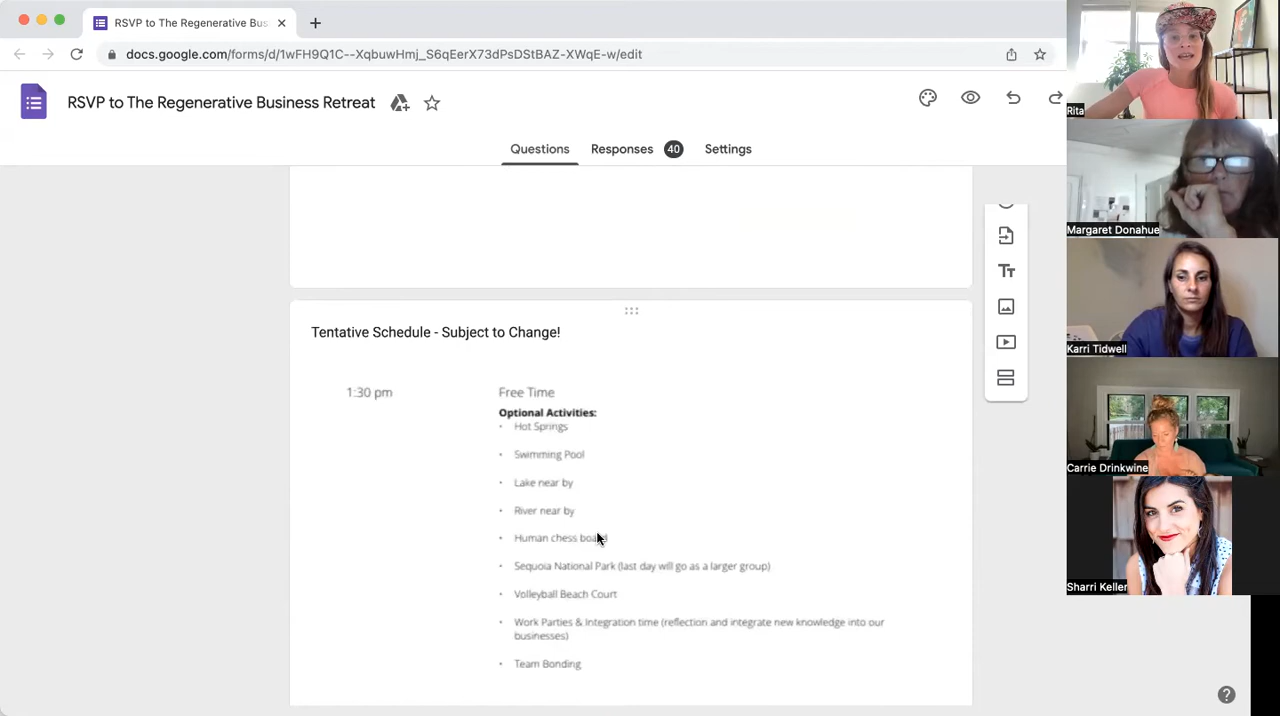 RSVP to The Regenerative Bus
docs.google.com/forms/d/1wFH9Q1C--XqbuwHmj_S6qEerX73dPsDStBAZ-XWqE-w/edit
RSVP to The Regenerative Business Retreat
Questions
Responses
40
Settings
Tentative Schedule - Subject to Change!
1:30 pm
Free Time
Optional Activities:
• Hot Springs
• Swimming Pool
• Lake near by
• River near by
• Human chess board
• Sequoia National Park (last day will go as a larger group)
• Volleyball Beach Court
• Work Parties & Integration time (reflection and integrate new knowledge into our
businesses)
• Team Bonding
Rita
Margaret Donahue
Karri Tidwell
Carrie Drinkwine
Sharri Keller